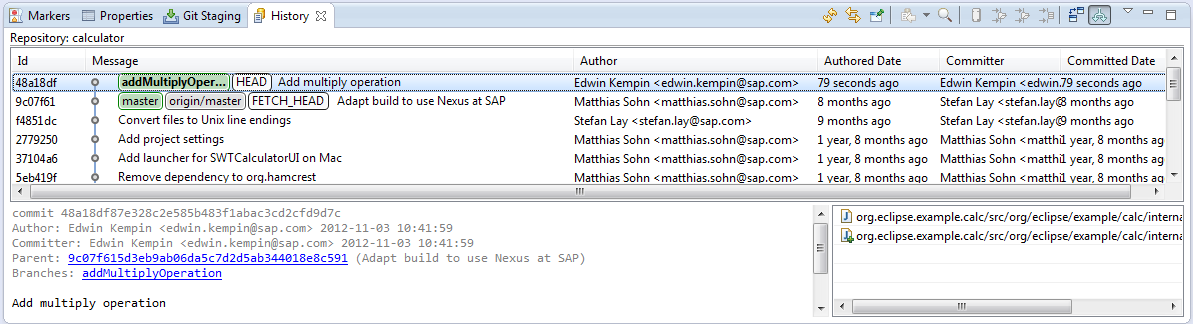 Markers Properties Git Staging History
Repository: calculator
Id Message Author Authored Date Committer Committed Date
48a18df addMultiplyOper... HEAD Add multiply operation Edwin Kempin <edwin.kempin@sap.com> 79 seconds ago Edwin Kempin <edwin. 79 seconds ago
9c07f61 master origin/master FETCH_HEAD Adapt build to use Nexus at SAP Matthias Sohn <matthias.sohn@sap.com> 8 months ago Stefan Lay <stefan.lay@ 8 months ago
f4851dc Convert files to Unix line endings Stefan Lay <stefan.lay@sap.com> 9 months ago Stefan Lay <stefan.lay@ 9 months ago
2779250 Add project settings Matthias Sohn <matthias.sohn@sap.com> 1 year, 8 months ago Matthias Sohn <matthi 1 year, 8 months ago
37104a6 Add launcher for SWTCalculatorUI on Mac Matthias Sohn <matthias.sohn@sap.com> 1 year, 8 months ago Matthias Sohn <matthi 1 year, 8 months ago
5eb419f Remove dependency to org.hamcrest Matthias Sohn <matthias.sohn@sap.com> 1 year, 8 months ago Matthias Sohn <matthi 1 year, 8 months ago
commit 48a18df87e328c2e585b483f1abac3cd2cfd9d7c
Author: Edwin Kempin <edwin.kempin@sap.com> 2012-11-03 10:41:59
Committer: Edwin Kempin <edwin.kempin@sap.com> 2012-11-03 10:41:59
Parent: 9c07f615d3eb9ab06da5c7d2d5ab344018e8c591 (Adapt build to use Nexus at SAP)
Branches: addMultiplyOperation
Add multiply operation
org.eclipse.example.calc/src/org/eclipse/example/calc/interna
org.eclipse.example.calc/src/org/eclipse/example/calc/interna